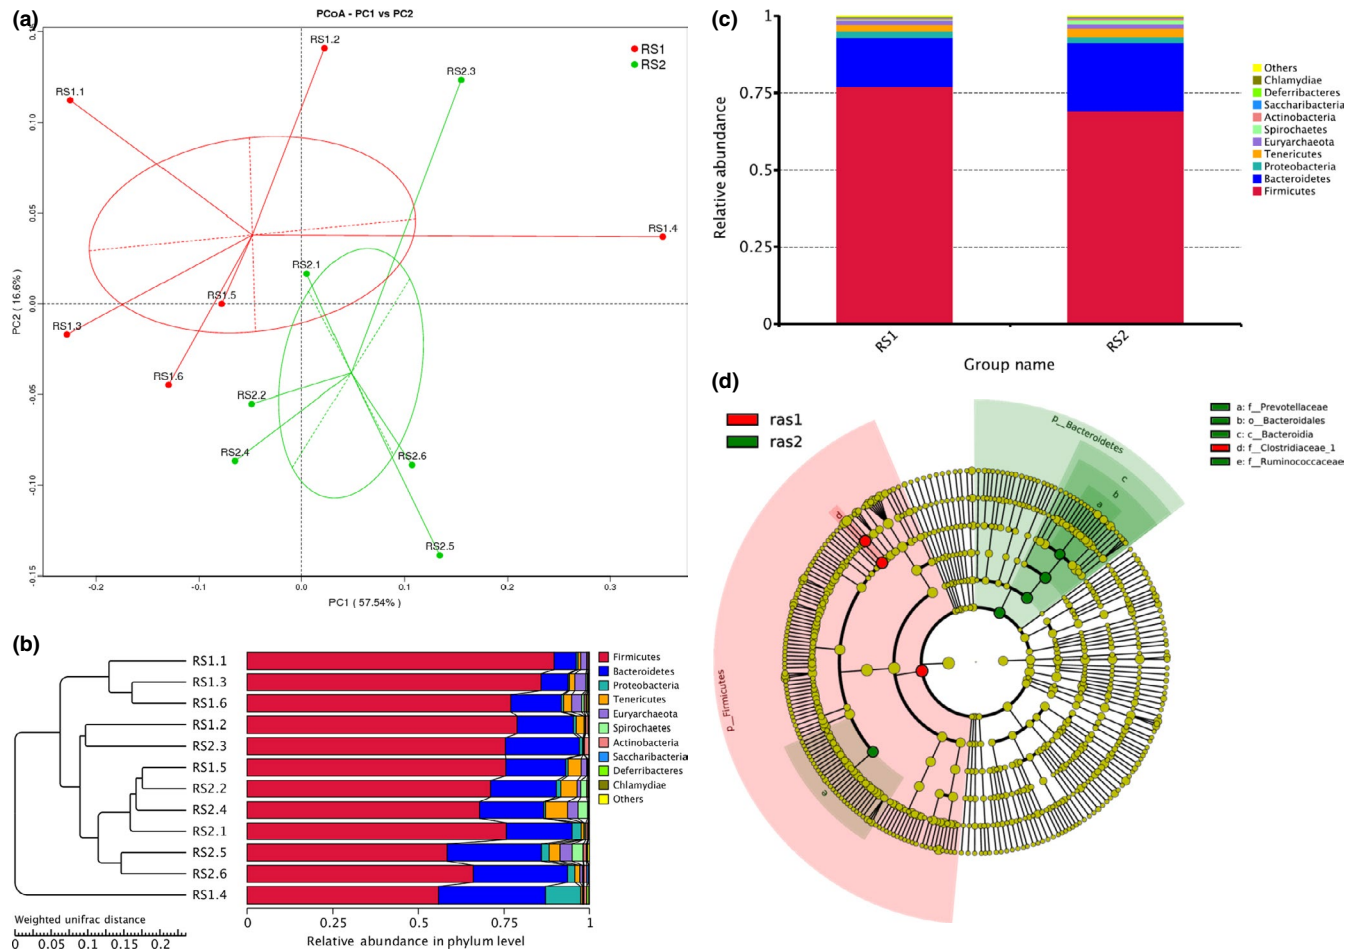 (a)
PCoA - PC1 vs PC2
RS1
RS2
RS1.1
RS1.2
RS2.3
RS1.4
RS2.1
RS1.5
RS1.3
RS1.6
RS2.2
RS2.4
RS2.6
RS2.5
0.15
0.10
0.05
0.00
-0.05
-0.10
-0.15
PC2 ( 16.6% )
-0.2
-0.1
0.0
0.1
0.2
0.3
PC1 ( 57.54% )
(b)
RS1.1
RS1.3
RS1.6
RS1.2
RS2.3
RS1.5
RS2.2
RS2.4
RS2.1
RS2.5
RS2.6
RS1.4
Weighted unifrac distance
0 0.05 0.1 0.15 0.2
0 0.25 0.5 0.75 1
Relative abundance in phylum level
Firmicutes
Bacteroidetes
Proteobacteria
Tenericutes
Euryarchaeota
Spirochaetes
Actinobacteria
Saccharibacteria
Deferribacteres
Chlamydiae
Others
(c)
1
0.75
0.5
0.25
0
Relative abundance
RS1
RS2
Group name
Others
Chlamydiae
Deferribacteres
Saccharibacteria
Actinobacteria
Spirochaetes
Euryarchaeota
Tenericutes
Proteobacteria
Bacteroidetes
Firmicutes
(d)
ras1
ras2
a: f__Prevotellaceae
b: o__Bacteroidales
c: c__Bacteroidia
d: f__Clostridiaceae_1
e: f__Ruminococcaceae
p__Bacteroidetes
c
b
a
d
p__Firmicutes